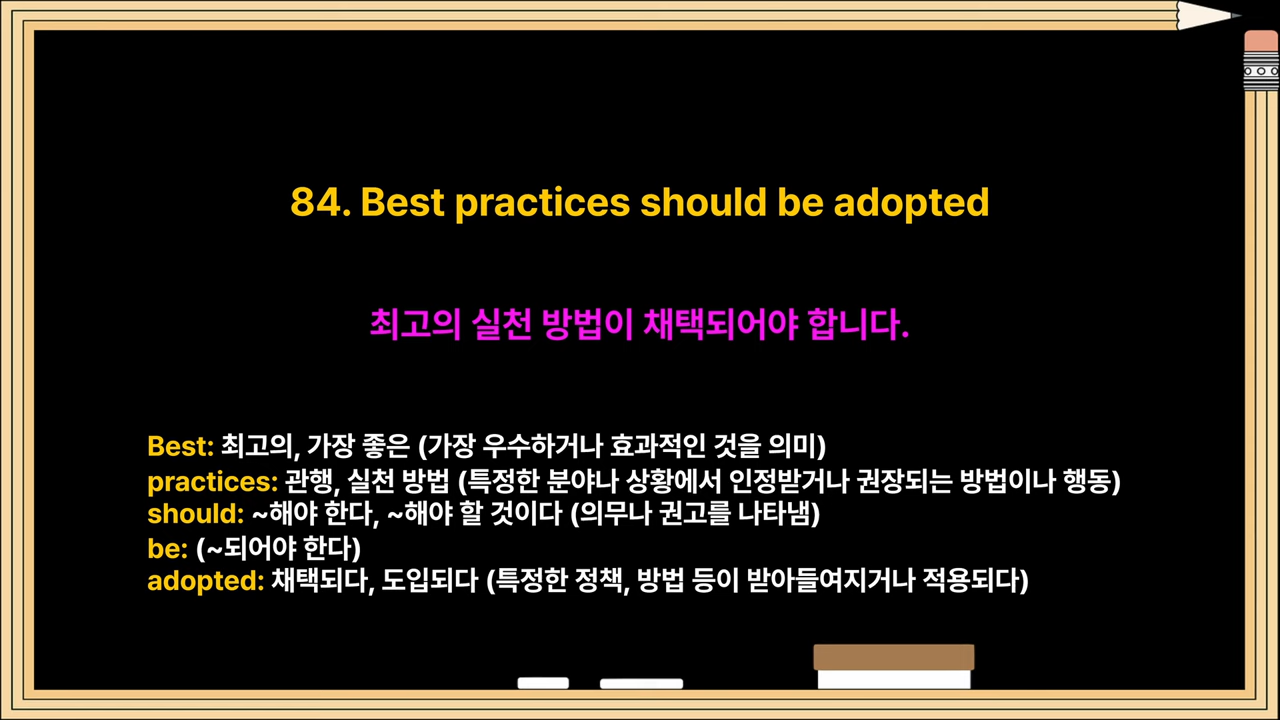 84. Best practices should be adopted
최고의 실천 방법이 채택되어야 합니다.
Best: 최고의, 가장 좋은 (가장 우수하거나 효과적인 것을 의미)
practices: 관행, 실천 방법 (특정한 분야나 상황에서 인정받거나 권장되는 방법이나 행동)
should: ~해야 한다, ~해야 할 것이다 (의무나 권고를 나타냄)
be: (~되어야 한다)
adopted: 채택되다, 도입되다 (특정한 정책, 방법 등이 받아들여지거나 적용되다)